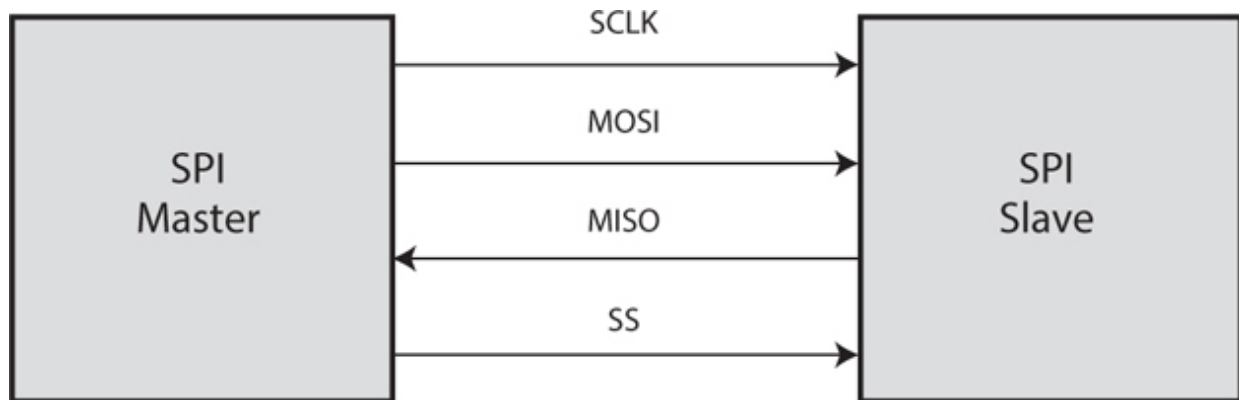 SCLK
MOSI
SPI
Master
SPI
Slave
MISO
SS